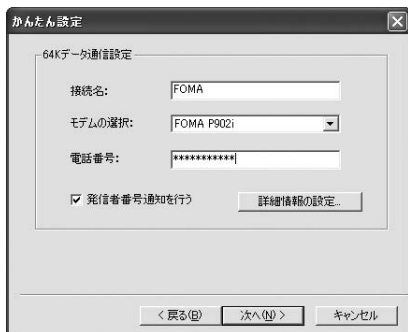 かんたん設定
64Kデータ通信設定
接続名: FOMA
モデムの選択: FOMA P902i
電話番号: ***********
発信者番号通知を行う 詳細情報の設定...
< 戻る(B) 次へ(N) > キャンセル